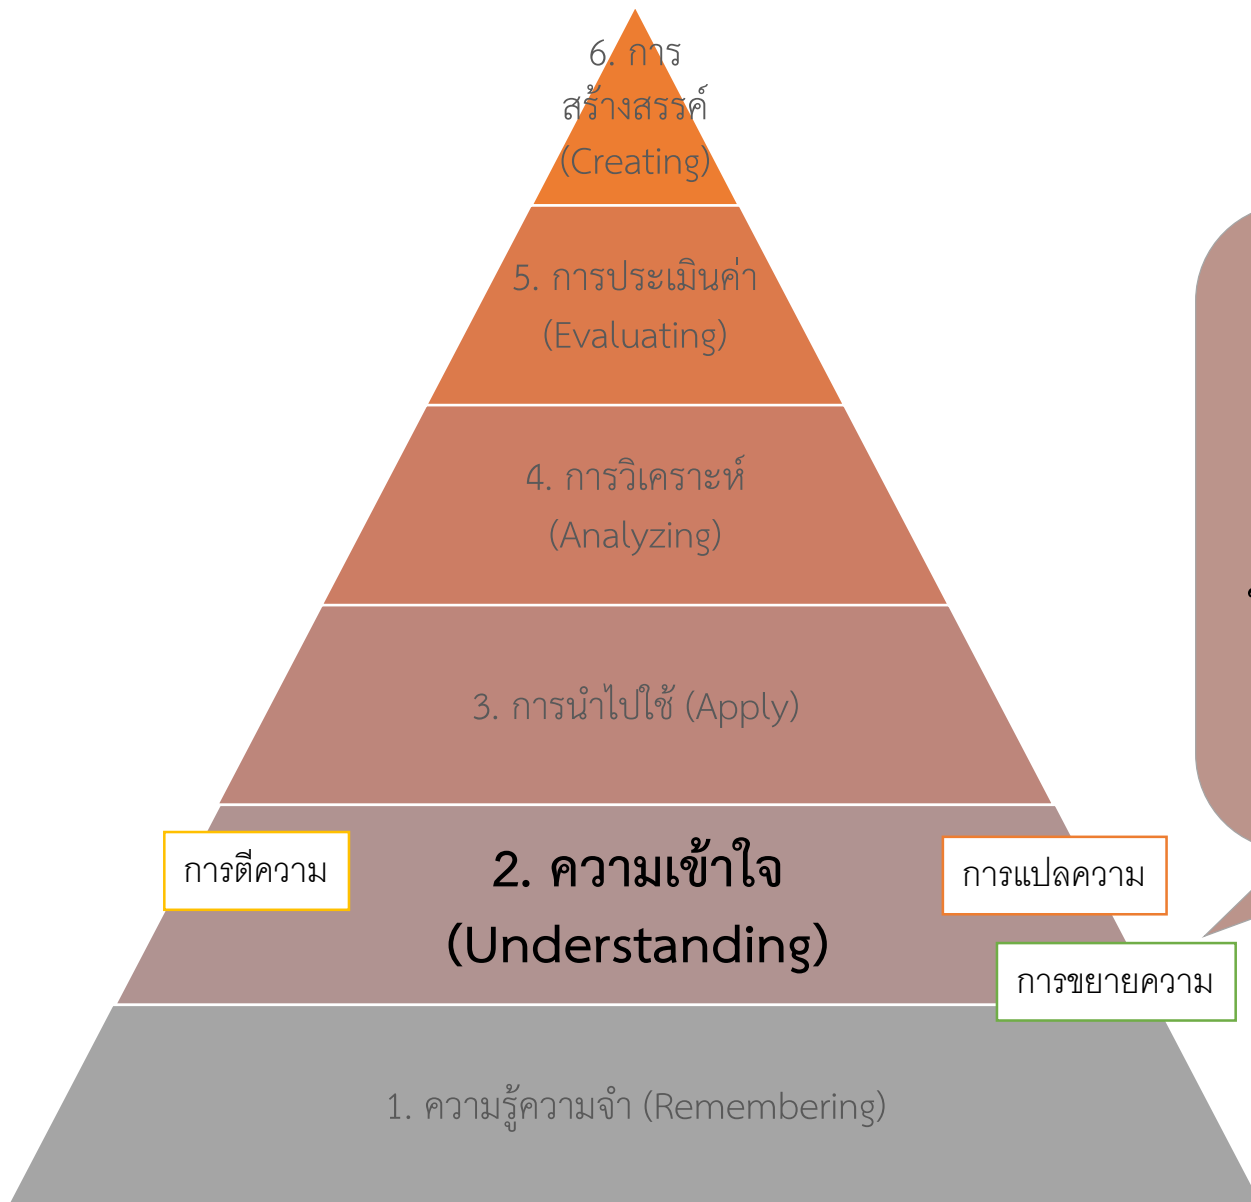 6. การ
สร้างสรรค์
(Creating)
5. การประเมินค่า
(Evaluating)
4. การวิเคราะห์
(Analyzing)
3. การนำไปใช้ (Apply)
การตีความ
2. ความเข้าใจ
(Understanding)
การแปลความ
การขยายความ
1. ความรู้ความจำ (Remembering)